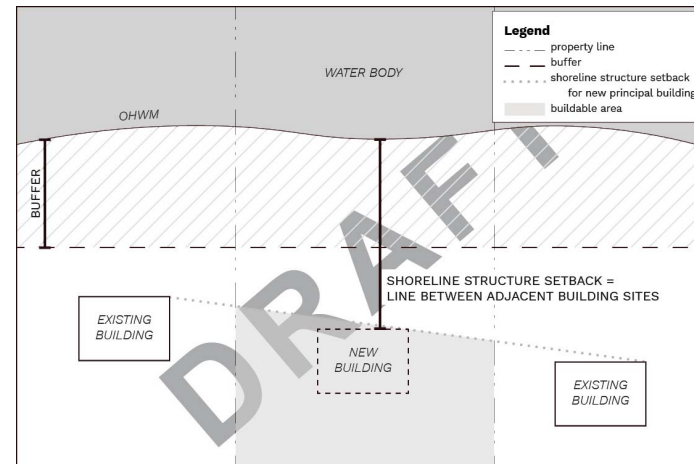 Legend
property line
buffer
shoreline structure setback
for new principal building
buildable area
WATER BODY
OHWM
BUFFER
DRAFT
SHORELINE STRUCTURE SETBACK =
LINE BETWEEN ADJACENT BUILDING SITES
EXISTING
BUILDING
NEW
BUILDING
EXISTING
BUILDING